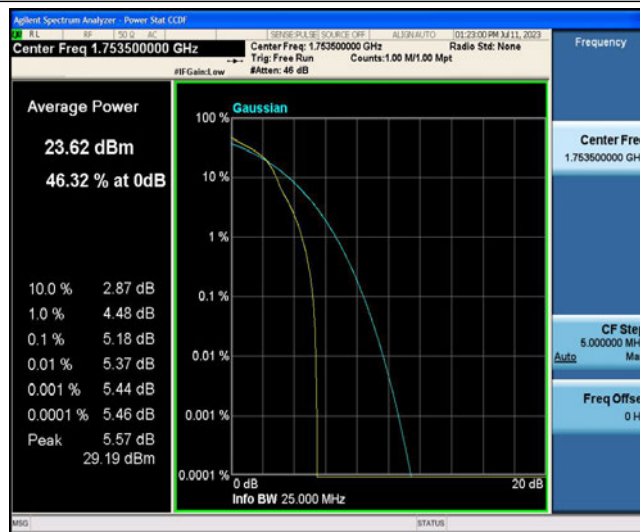 Agilent Spectrum Analyzer - Power Stat CCDF
RL RF 50 Ω AC SENSE:PULSE SOURCE OFF ALIGN AUTO 01:23:00 PM Jul 11, 2023
Center Freq 1.753500000 GHz
Center Freq: 1.753500000 GHz Radio Std: None
Trig: Free Run Counts:1.00 M/1.00 Mpt
#IFGain:Low #Atten: 46 dB
Average Power
23.62 dBm
46.32 % at 0dB
10.0 % 2.87 dB
1.0 % 4.48 dB
0.1 % 5.18 dB
0.01 % 5.37 dB
0.001 % 5.44 dB
0.0001 % 5.46 dB
Peak 5.57 dB
29.19 dBm
Gaussian
100 %
10 %
1 %
0.1 %
0.01 %
0.001 %
0.0001 %
0 dB 20 dB
Info BW 25.000 MHz
Frequency
Center Fre
1.753500000 GH
CF Ste
5.000000 MH
Auto Ma
Freq Offse
0 H
MSG STATUS